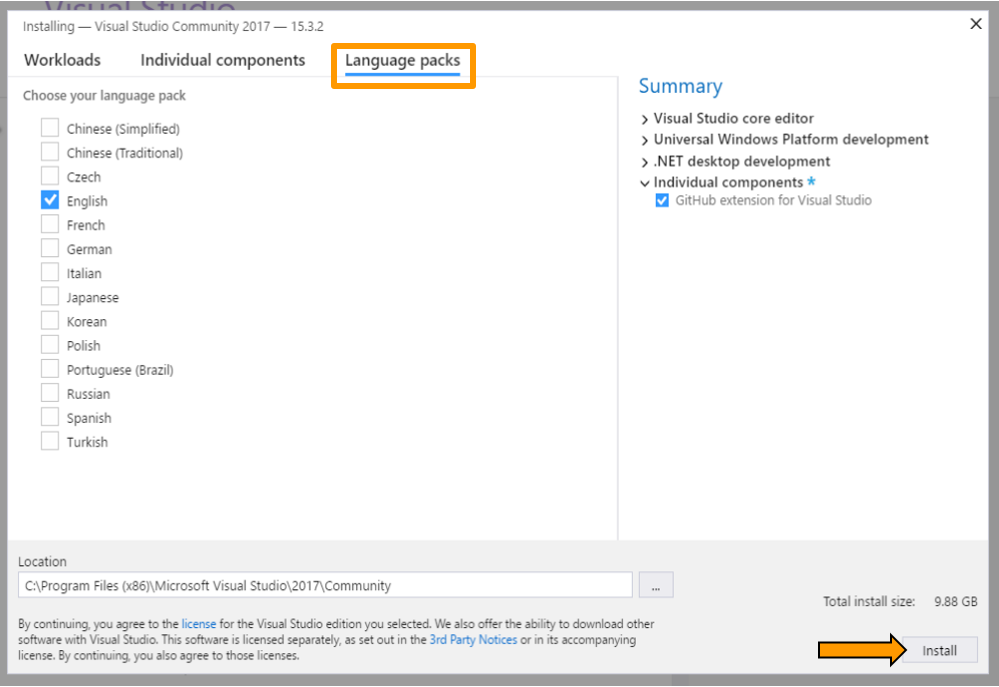 Visual Studio
Installing — Visual Studio Community 2017 — 15.3.2
Workloads
Individual components
Language packs
Choose your language pack
Chinese (Simplified)
Chinese (Traditional)
Czech
English
French
German
Italian
Japanese
Korean
Polish
Portuguese (Brazil)
Russian
Spanish
Turkish
Summary
Visual Studio core editor
Universal Windows Platform development
.NET desktop development
Individual components *
GitHub extension for Visual Studio
Location
C:\Program Files (x86)\Microsoft Visual Studio\2017\Community
...
By continuing, you agree to the license for the Visual Studio edition you selected. We also offer the ability to download other
software with Visual Studio. This software is licensed separately, as set out in the 3rd Party Notices or in its accompanying
license. By continuing, you also agree to those licenses.
Total install size: 9.88 GB
Install